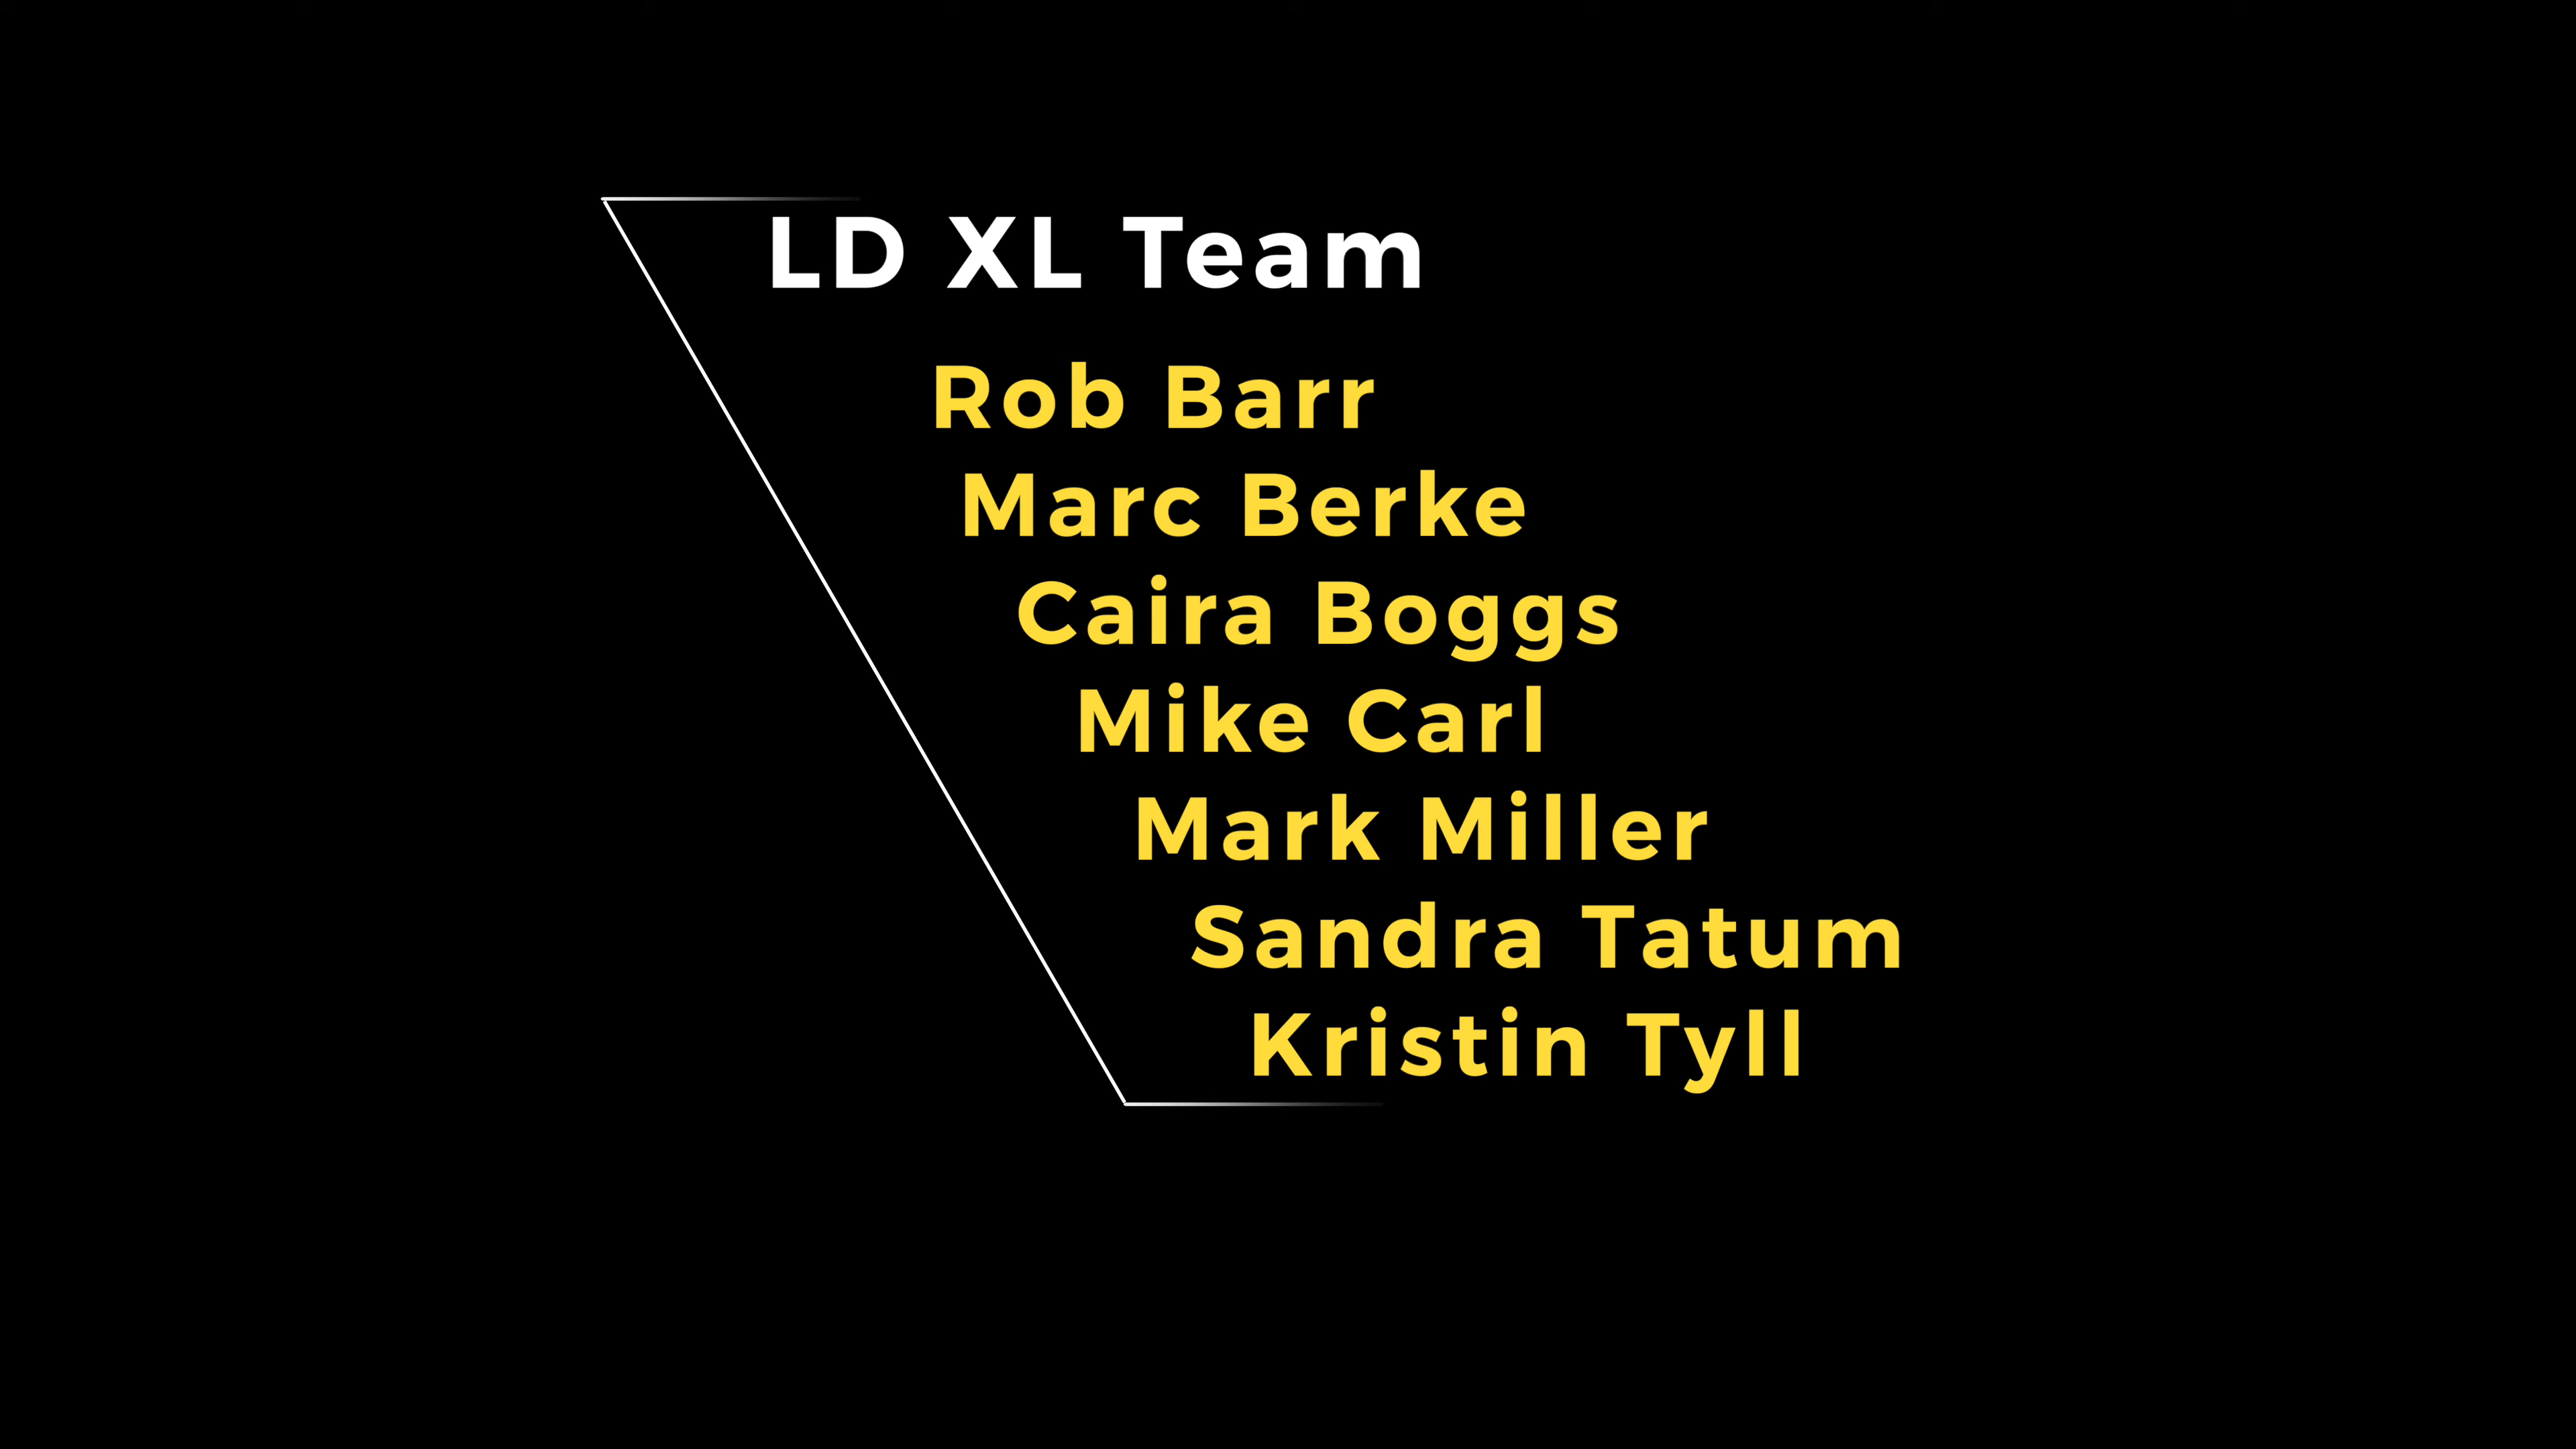 LD XL Team
Rob Barr
Marc Berke
Caira Boggs
Mike Carl
Mark Miller
Sandra Tatum
Kristin Tyll